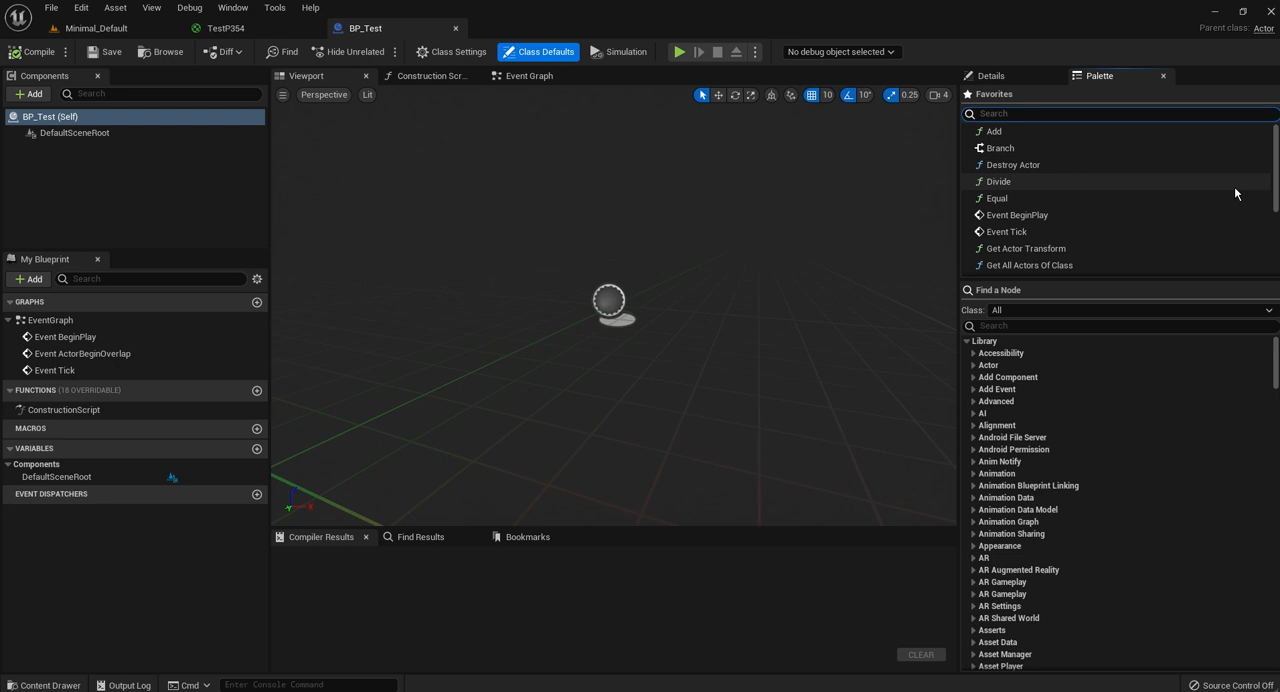 File Edit Asset View Debug Window Tools Help
Minimal_Default TestP354 BP_Test Parent class: Actor
Compile Save Browse Diff Find Hide Unrelated Class Settings Class Defaults Simulation No debug object selected
Components
Add Search
BP_Test (Self)
DefaultSceneRoot
My Blueprint
Add Search
GRAPHS
EventGraph
Event BeginPlay
Event ActorBeginOverlap
Event Tick
FUNCTIONS (18 OVERRIDABLE)
ConstructionScript
MACROS
VARIABLES
Components
DefaultSceneRoot
EVENT DISPATCHERS
Viewport Construction Scr... Event Graph
Perspective Lit 10 10° 0.25 4
X
Compiler Results Find Results Bookmarks
CLEAR
Details Palette
Favorites
Search
Add
Branch
Destroy Actor
Divide
Equal
Event BeginPlay
Event Tick
Get Actor Transform
Get All Actors Of Class
Find a Node
Class: All
Search
Library
Accessibility
Actor
Add Component
Add Event
Advanced
AI
Alignment
Android File Server
Android Permission
Anim Notify
Animation
Animation Blueprint Linking
Animation Data
Animation Data Model
Animation Graph
Animation Sharing
Appearance
AR
AR Augmented Reality
AR Gameplay
AR Gameplay
AR Settings
AR Shared World
Asserts
Asset Data
Asset Manager
Asset Player
Content Drawer Output Log Cmd Enter Console Command Source Control Off